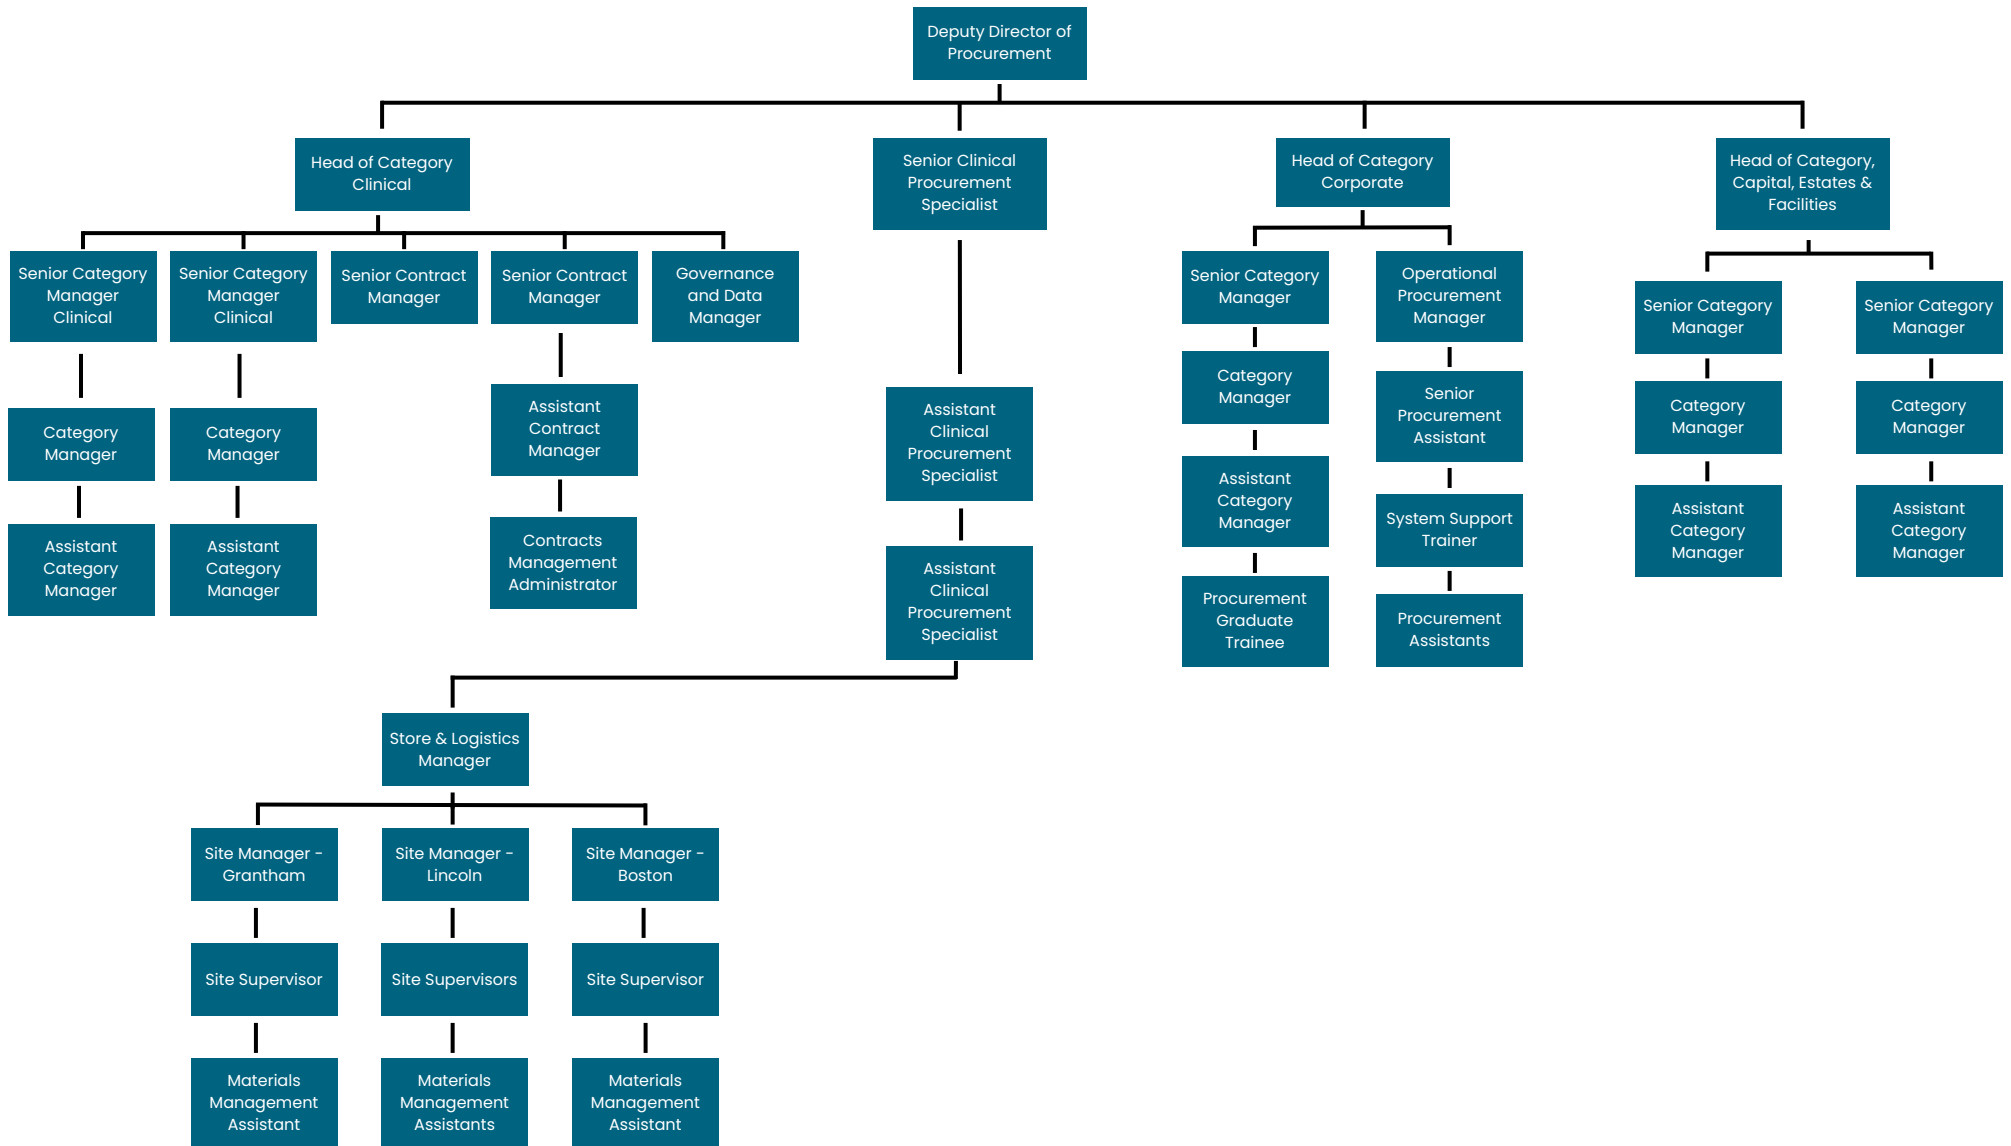 Deputy Director of
Procurement
Head of Category
Clinical
Senior Clinical
Procurement
Specialist
Head of Category
Corporate
Head of Category,
Capital, Estates &
Facilities
Senior Category
Manager
Clinical
Senior Category
Manager
Clinical
Senior Contract
Manager
Senior Contract
Manager
Governance
and Data
Manager
Senior Category
Manager
Operational
Procurement
Manager
Senior Category
Manager
Senior Category
Manager
Category
Manager
Category
Manager
Assistant
Contract
Manager
Assistant
Clinical
Procurement
Specialist
Category
Manager
Senior
Procurement
Assistant
Category
Manager
Category
Manager
Assistant
Category
Manager
Assistant
Category
Manager
Contracts
Management
Administrator
Assistant
Clinical
Procurement
Specialist
Assistant
Category
Manager
System Support
Trainer
Assistant
Category
Manager
Assistant
Category
Manager
Procurement
Graduate
Trainee
Procurement
Assistants
Store & Logistics
Manager
Site Manager -
Grantham
Site Manager -
Lincoln
Site Manager -
Boston
Site Supervisor
Site Supervisors
Site Supervisor
Materials
Management
Assistant
Materials
Management
Assistants
Materials
Management
Assistant